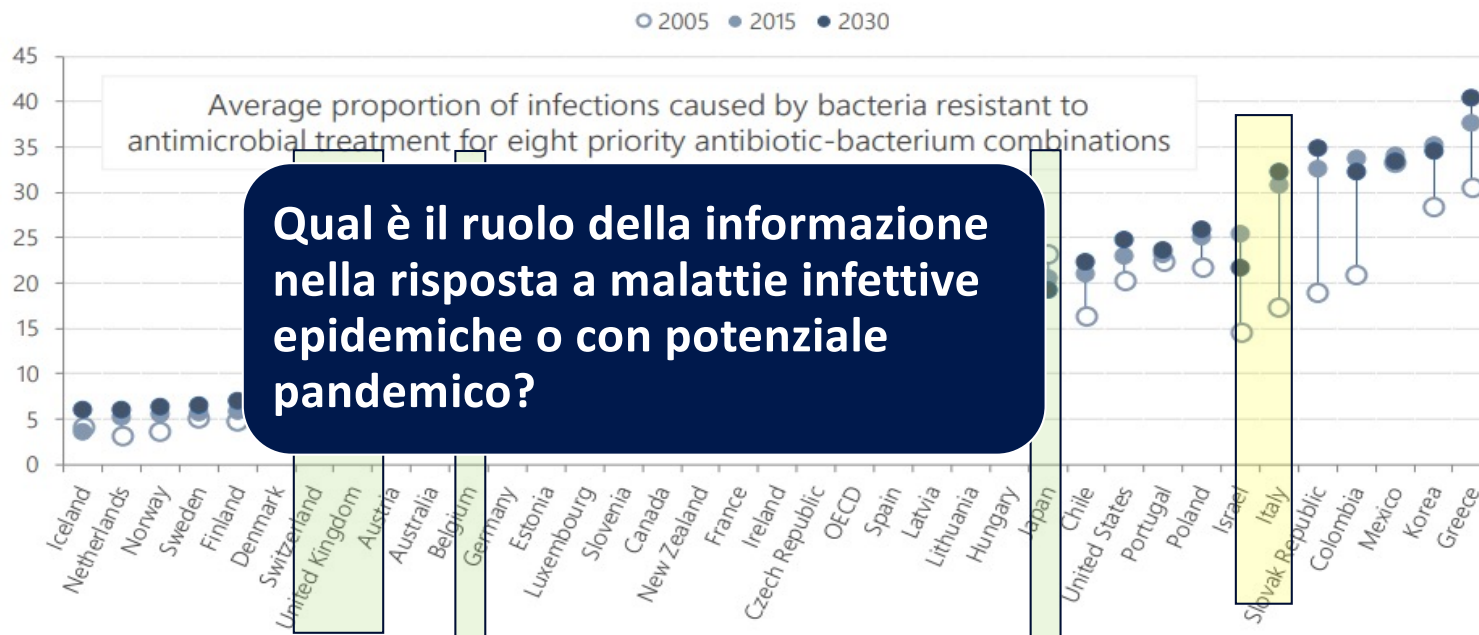 2005 2015 2030
45
40
35
30
25
20
15
10
5
0
Average proportion of infections caused by bacteria resistant to
antimicrobial treatment for eight priority antibiotic-bacterium combinations
Qual è il ruolo della informazione
nella risposta a malattie infettive
epidemiche o con potenziale
pandemico?
Iceland
Netherlands
Norway
Sweden
Finland
Denmark
Switzerland
United Kingdom
Austria
Australia
Belgium
Germany
Estonia
Luxembourg
Slovenia
Canada
New Zealand
France
Ireland
Czech Republic
OECD
Spain
Latvia
Lithuania
Hungary
Japan
Chile
United States
Portugal
Poland
Israel
Italy
Slovak Republic
Colombia
Mexico
Korea
Greece